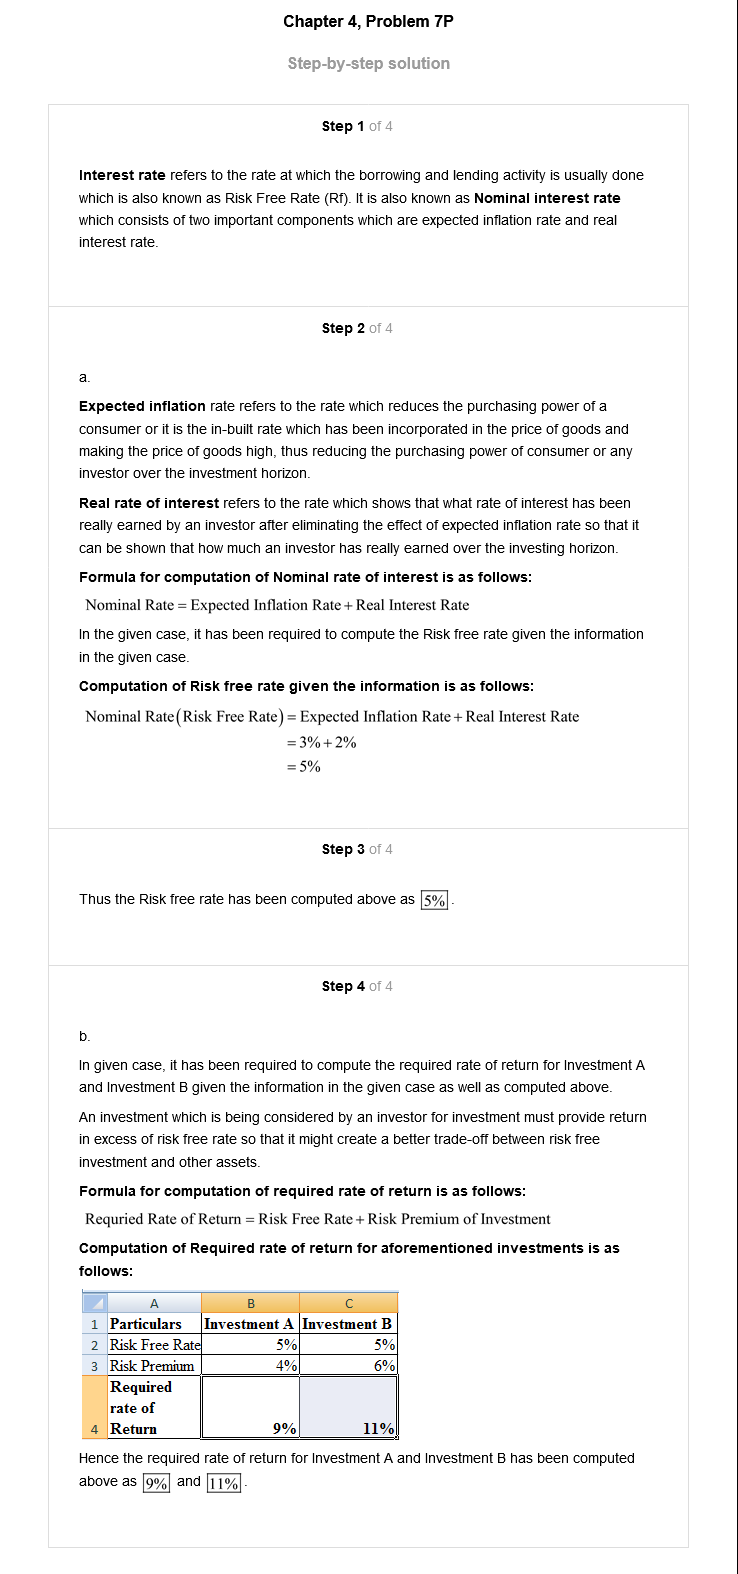 Chapter 4, Problem 7P
Step-by-step solution
Step 1 of 4
Interest rate refers to the rate at which the borrowing and lending activity is usually done
which is also known as Risk Free Rate (Rf). It is also known as Nominal interest rate
which consists of two important components which are expected inflation rate and real
interest rate.
Step 2 of 4
a.
Expected inflation rate refers to the rate which reduces the purchasing power of a
consumer or it is the in-built rate which has been incorporated in the price of goods and
making the price of goods high, thus reducing the purchasing power of consumer or any
investor over the investment horizon.
Real rate of interest refers to the rate which shows that what rate of interest has been
really earned by an investor after eliminating the effect of expected inflation rate so that it
can be shown that how much an investor has really earned over the investing horizon.
Formula for computation of Nominal rate of interest is as follows:
Nominal Rate = Expected Inflation Rate + Real Interest Rate
In the given case, it has been required to compute the Risk free rate given the information
in the given case.
Computation of Risk free rate given the information is as follows:
Nominal Rate(Risk Free Rate) = Expected Inflation Rate + Real Interest Rate
= 3% + 2%
= 5%
Step 3 of 4
Thus the Risk free rate has been computed above as 5%.
Step 4 of 4
b.
In given case, it has been required to compute the required rate of return for Investment A
and Investment B given the information in the given case as well as computed above.
An investment which is being considered by an investor for investment must provide return
in excess of risk free rate so that it might create a better trade-off between risk free
investment and other assets.
Formula for computation of required rate of return is as follows:
Requried Rate of Return = Risk Free Rate + Risk Premium of Investment
Computation of Required rate of return for aforementioned investments is as
follows:
A B C
1 Particulars Investment A Investment B
2 Risk Free Rate 5% 5%
3 Risk Premium 4% 6%
Required
rate of
4 Return 9% 11%
Hence the required rate of return for Investment A and Investment B has been computed
above as 9% and 11%.